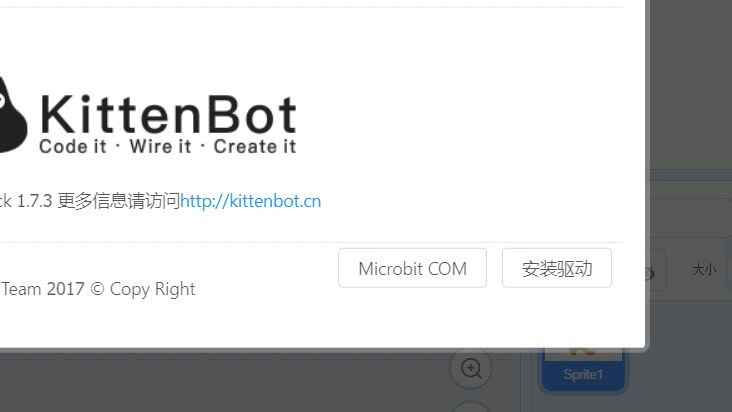 KittenBot
Code it · Wire it · Create it
1.7.3 更多信息请访问http://kittenbot.cn
Microbit COM
安装驱动
大小
Team 2017 © Copy Right
Sprite1